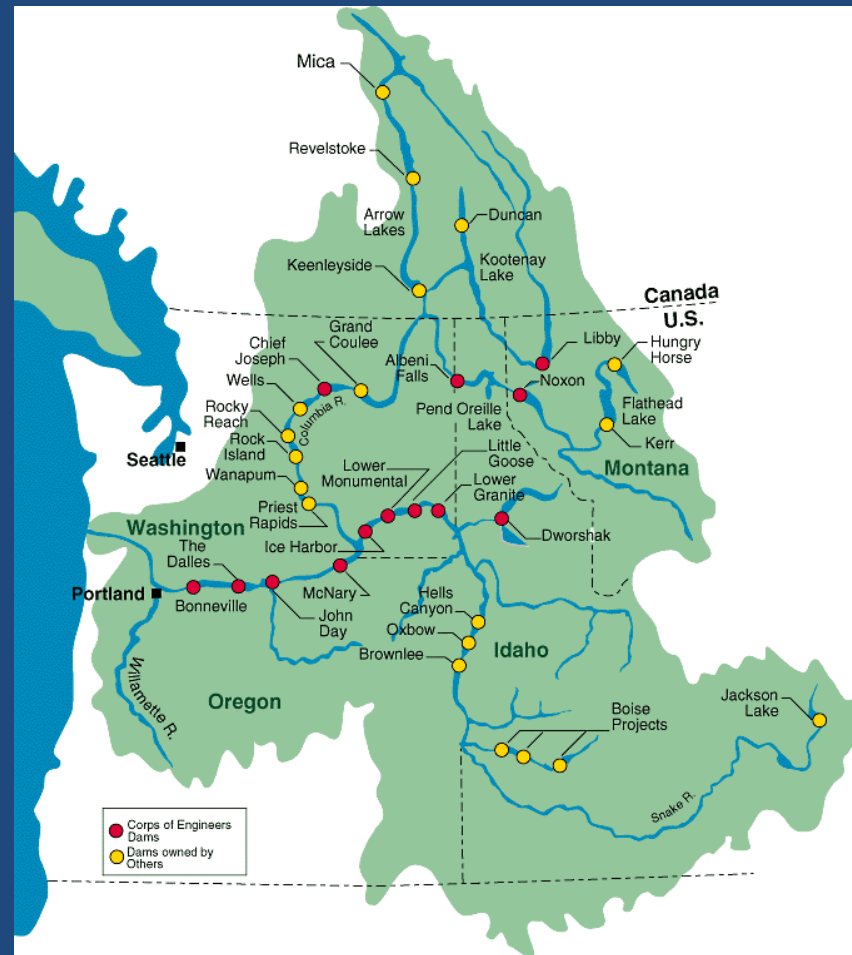 Mica
Revelstoke
Arrow
Lakes
Duncan
Kootenay
Lake
Keenleyside
Canada
U.S.
Grand
Coulee
Chief
Joseph
Albeni
Falls
Libby
Hungry
Horse
Noxon
Wells
Columbia R.
Pend Oreille
Lake
Flathead
Lake
Rocky
Reach
Rock
Island
Kerr
Seattle
Little
Goose
Lower
Monumental
Lower
Granite
Montana
Wanapum
Priest
Rapids
Washington
Ice Harbor
Dworshak
The
Dalles
Portland
Bonneville
McNary
John
Day
Hells
Canyon
Oxbow
Brownlee
Idaho
Willamette R.
Oregon
Boise
Projects
Jackson
Lake
Snake R.
Corps of Engineers
Dams
Dams owned by
Others